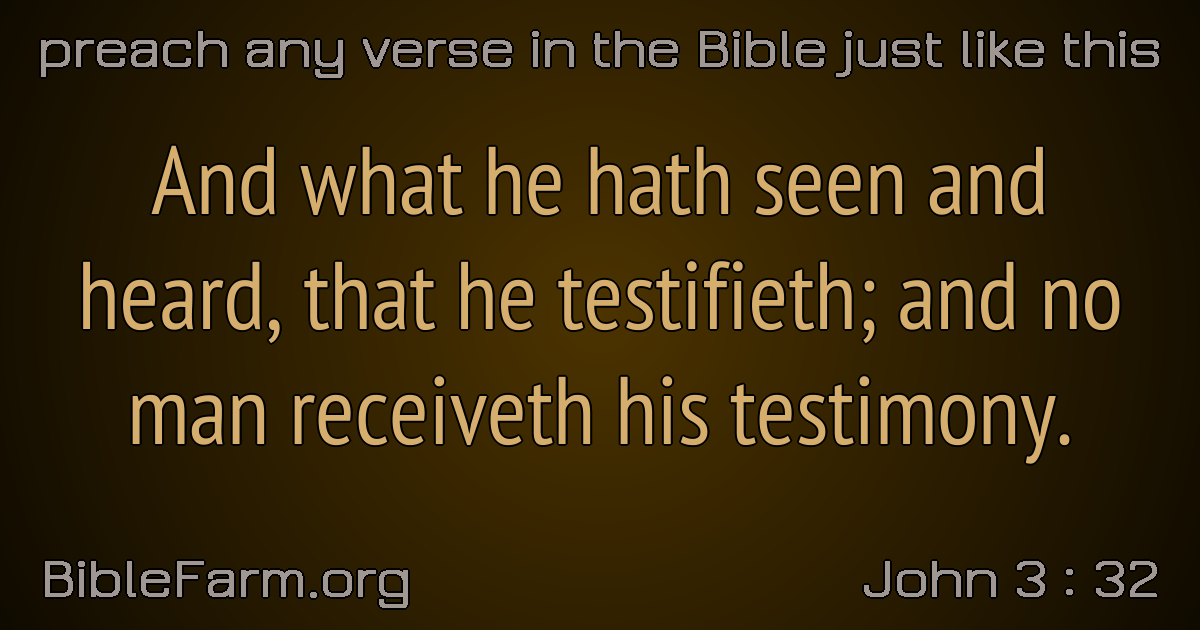 preach any verse in the Bible just like this
And what he hath seen and
heard, that he testifieth; and no
man receiveth his testimony.
BibleFarm.org
John 3 : 32